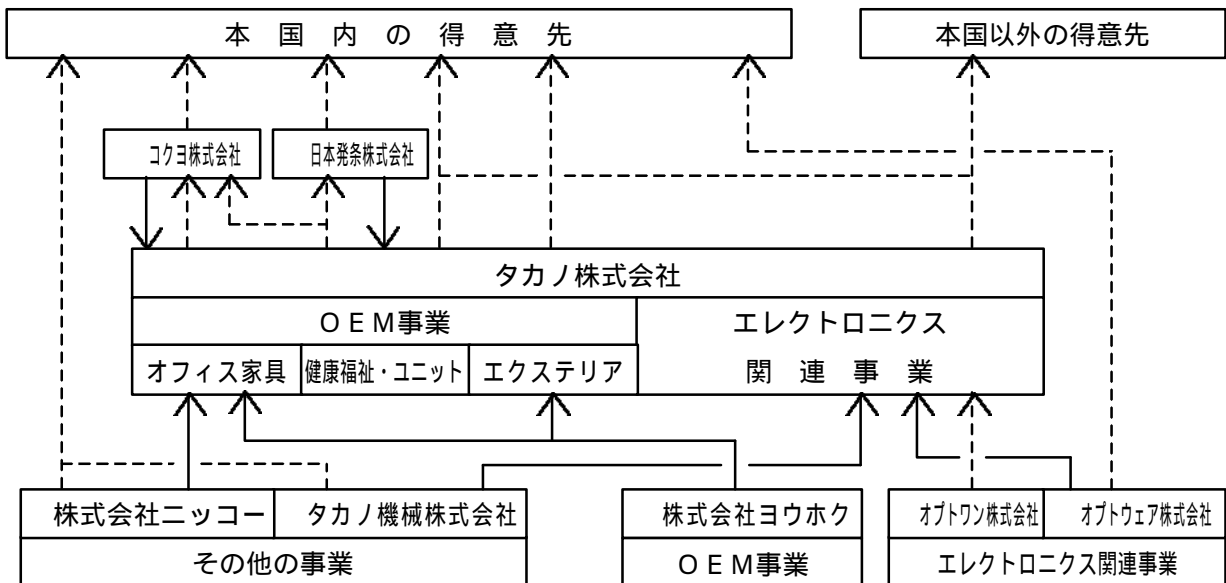 本国内の得意先
本国以外の得意先
コクヨ株式会社
日本発条株式会社
タカノ株式会社
ＯＥＭ事業
エレクトロニクス
関連事業
オフィス家具
健康福祉・ユニット
エクステリア
株式会社ニッコー
タカノ機械株式会社
株式会社ヨウホク
オプトワン株式会社
オプトウェア株式会社
その他の事業
ＯＥＭ事業
エレクトロニクス関連事業